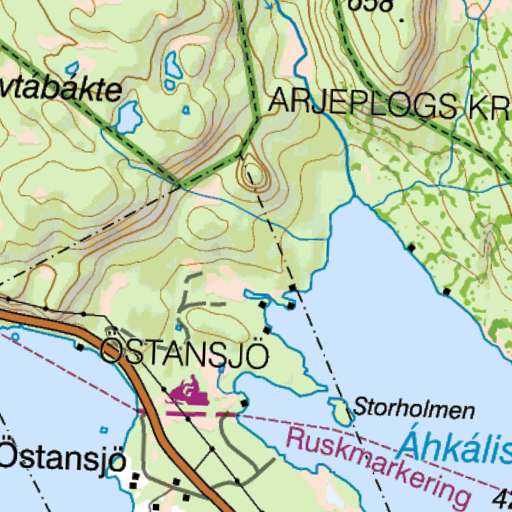 658
vtábákte
ARJEPLOGS KR
ÖSTANSJÖ
Storholmen
Áhkális
Ruskmarkering
Östansjö
42